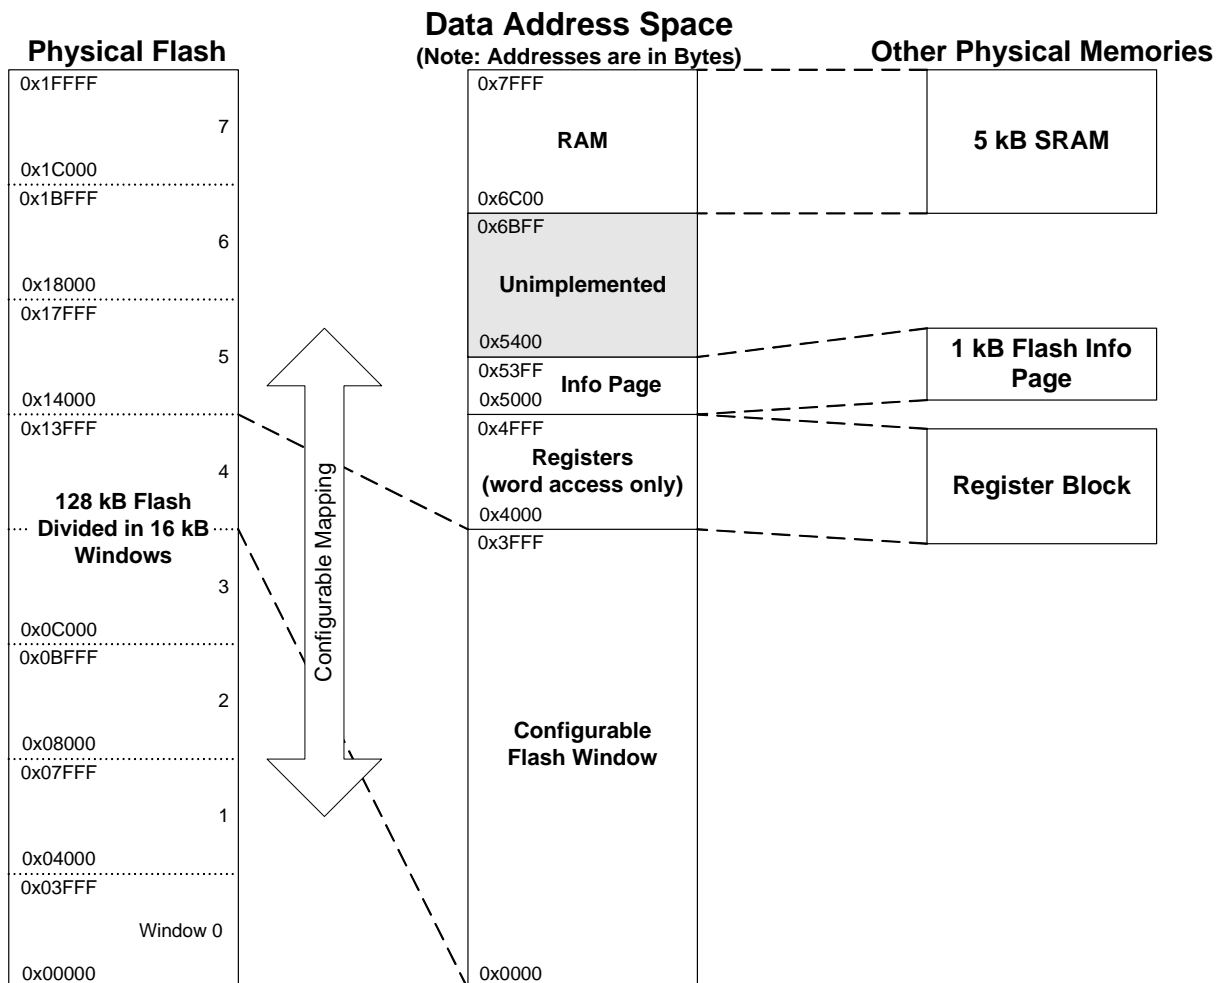 Data Address Space
(Note: Addresses are in Bytes)
Physical Flash
Other Physical Memories
0x1FFFF
7
0x1C000
0x1BFFF
6
0x18000
0x17FFF
5
0x14000
0x13FFF
4
128 kB Flash
Divided in 16 kB
Windows
3
0x0C000
0x0BFFF
2
0x08000
0x07FFF
1
0x04000
0x03FFF
Window 0
0x00000
Configurable Mapping
0x7FFF
RAM
0x6C00
0x6BFF
Unimplemented
0x5400
0x53FF
Info Page
0x5000
0x4FFF
Registers
(word access only)
0x4000
0x3FFF
Configurable
Flash Window
0x0000
5 kB SRAM
1 kB Flash Info
Page
Register Block